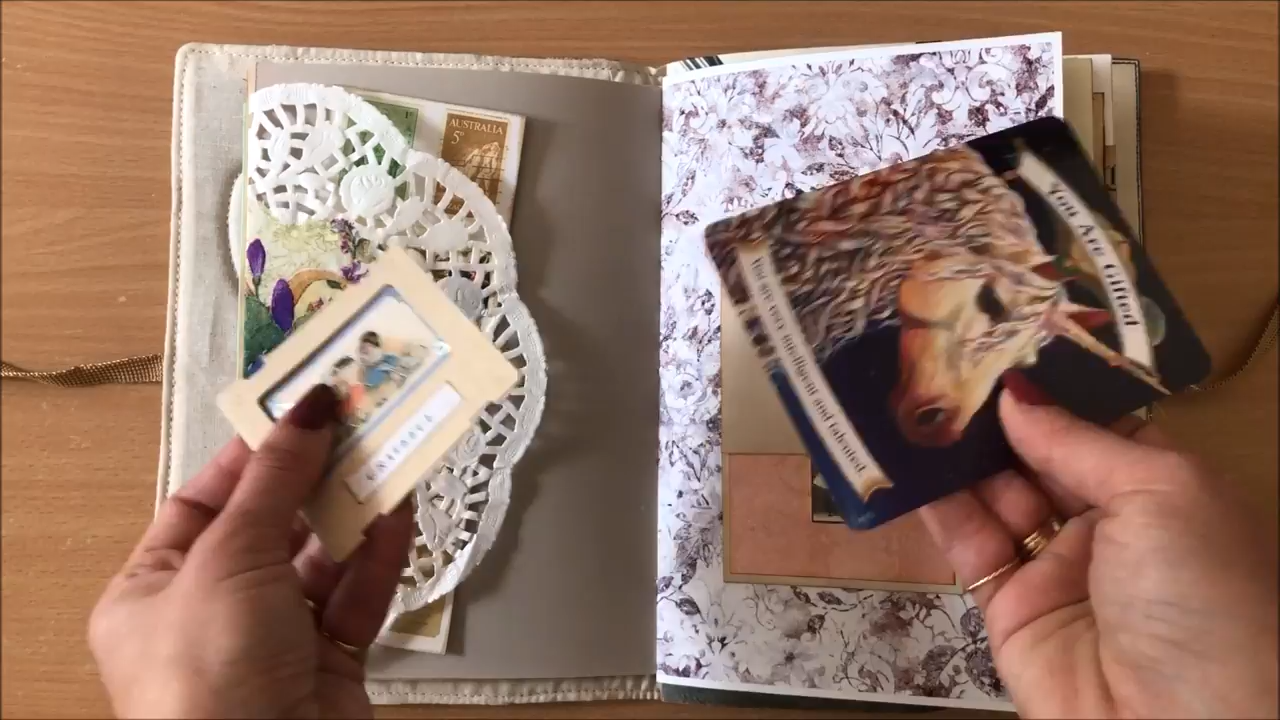 AUSTRALIA
5c
You Are Gifted
You are very intelligent and talented.